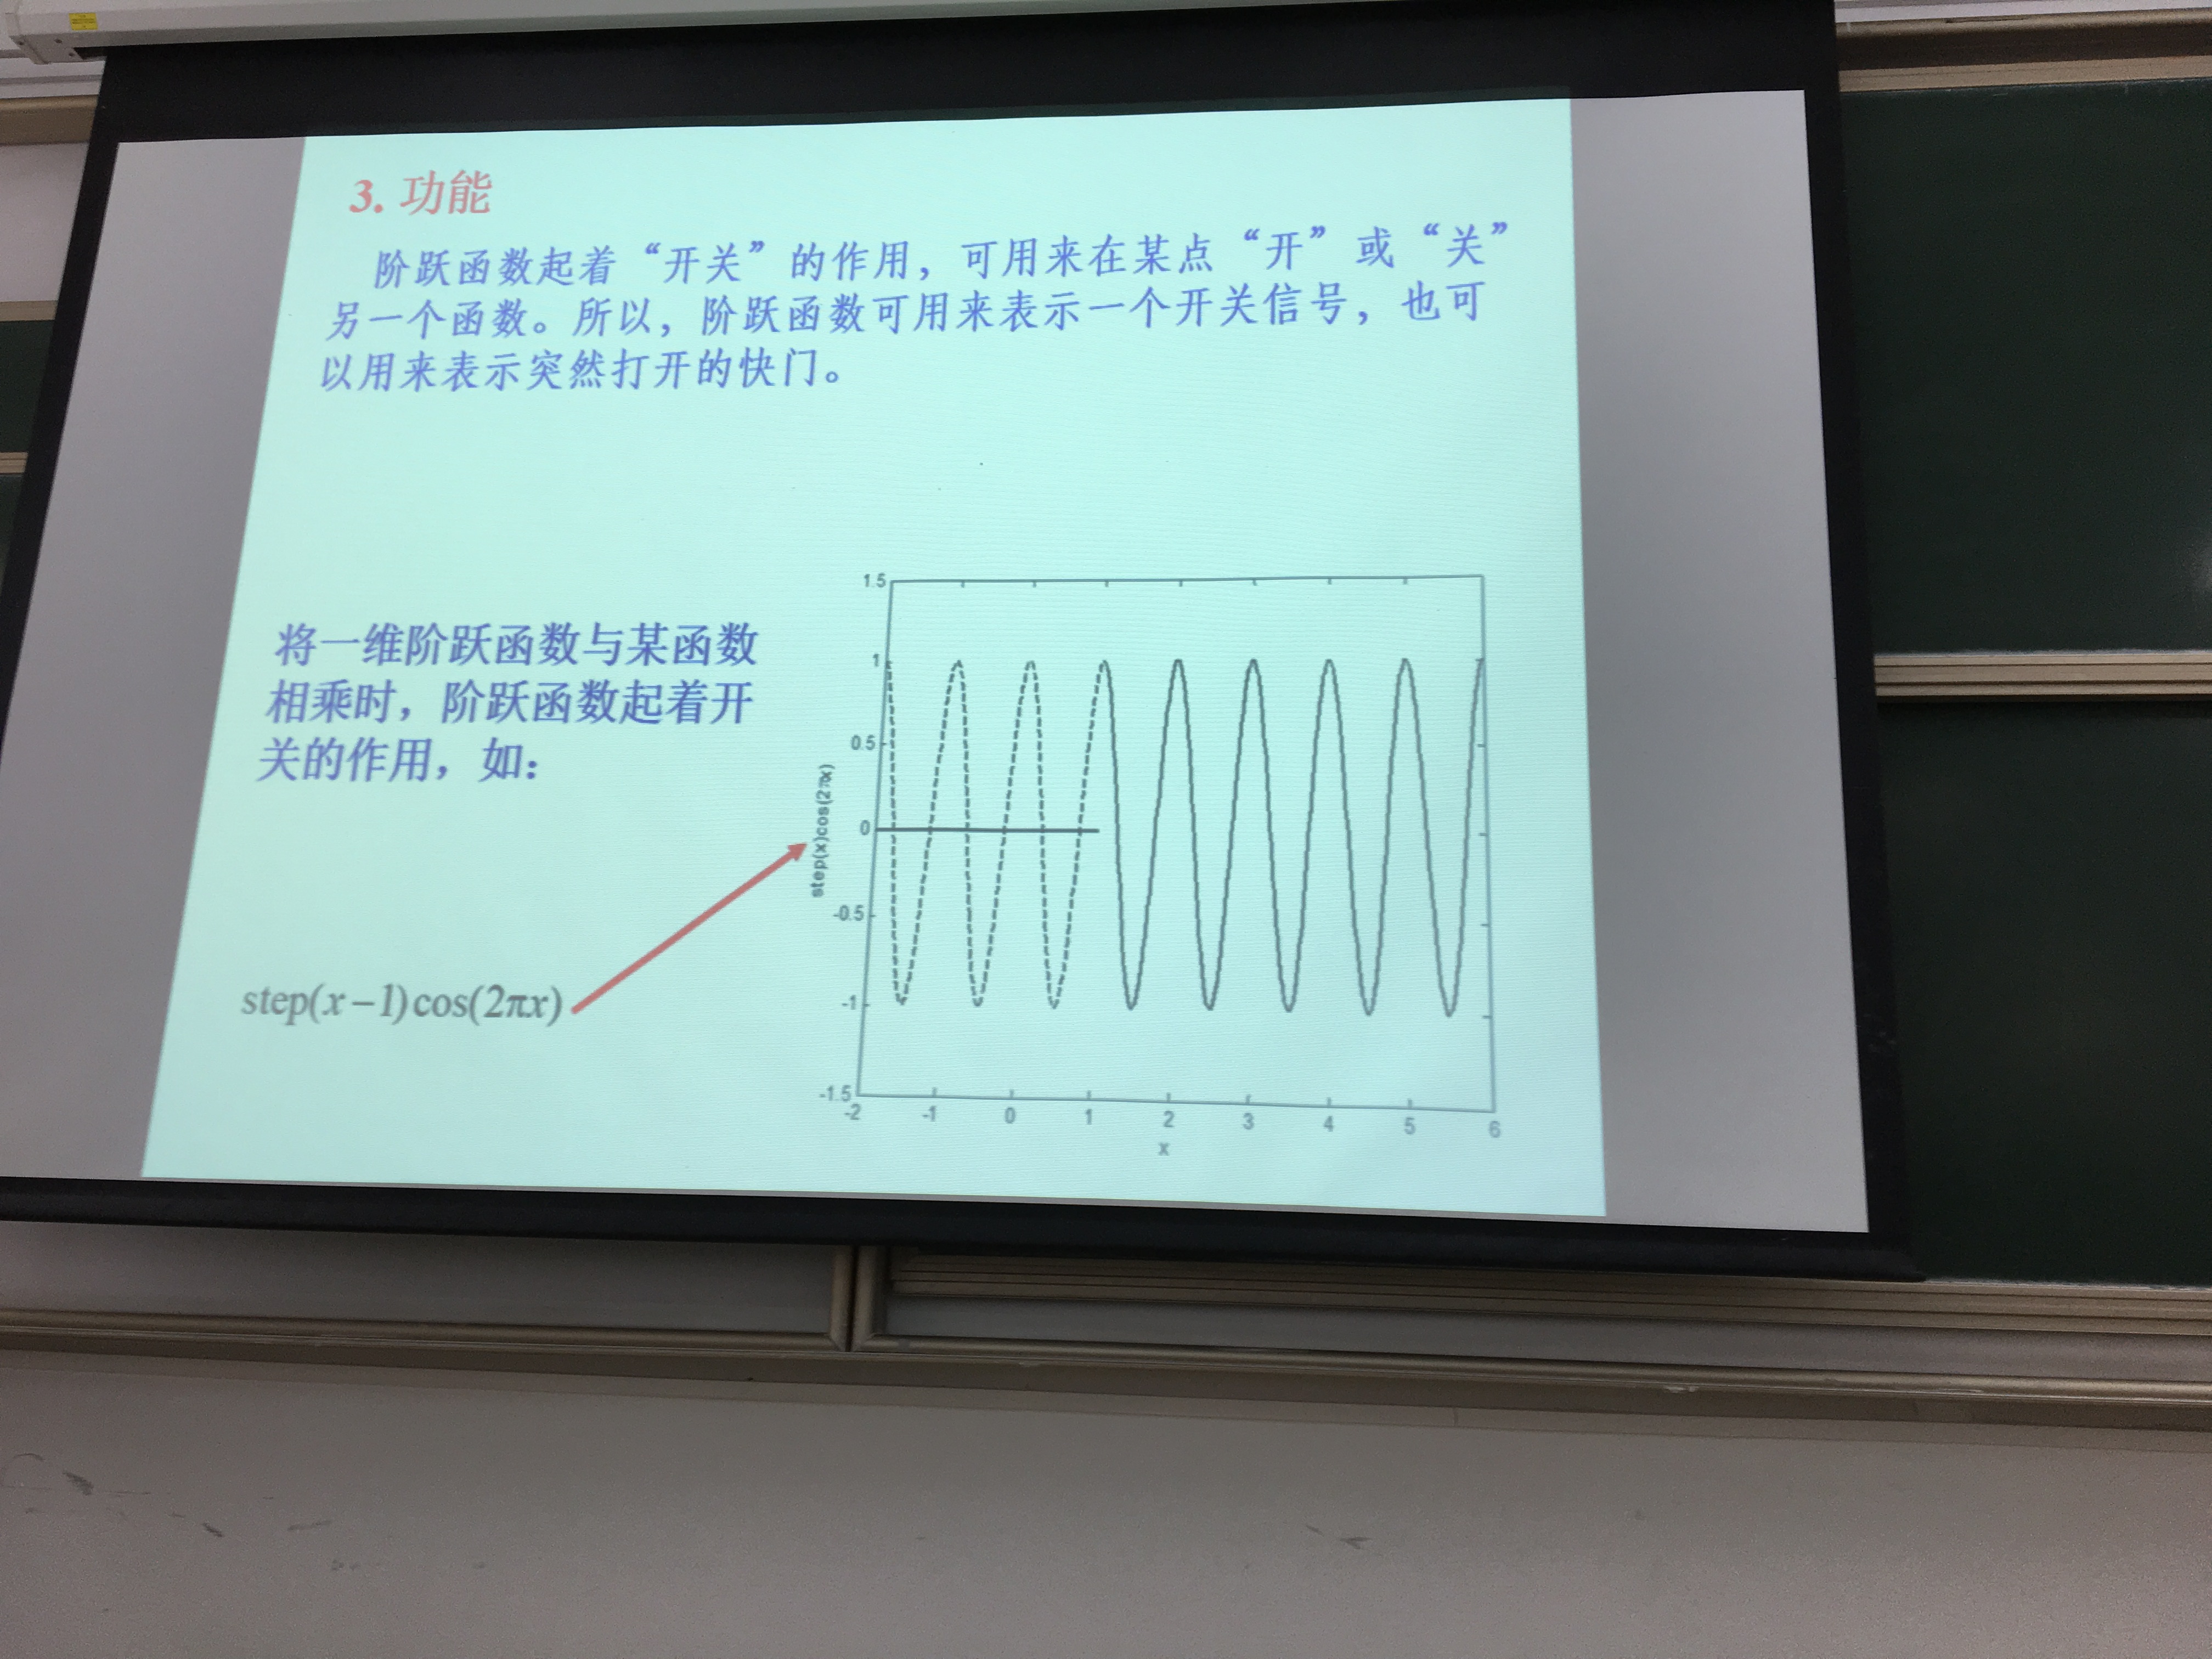 3. 功能
阶跃函数起着“开关”的作用，可用来在某点“开”或“关”
另一个函数。所以，阶跃函数可用来表示一个开关信号，也可
以用来表示突然打开的快门。
将一维阶跃函数与某函数
相乘时，阶跃函数起着开
关的作用，如：
step(x−1)cos(2πx)
step(x)cos(2πx)
1.5
1
0.5
0
-0.5
-1
-1.5
-2 -1 0 1 2 3 4 5 6
x